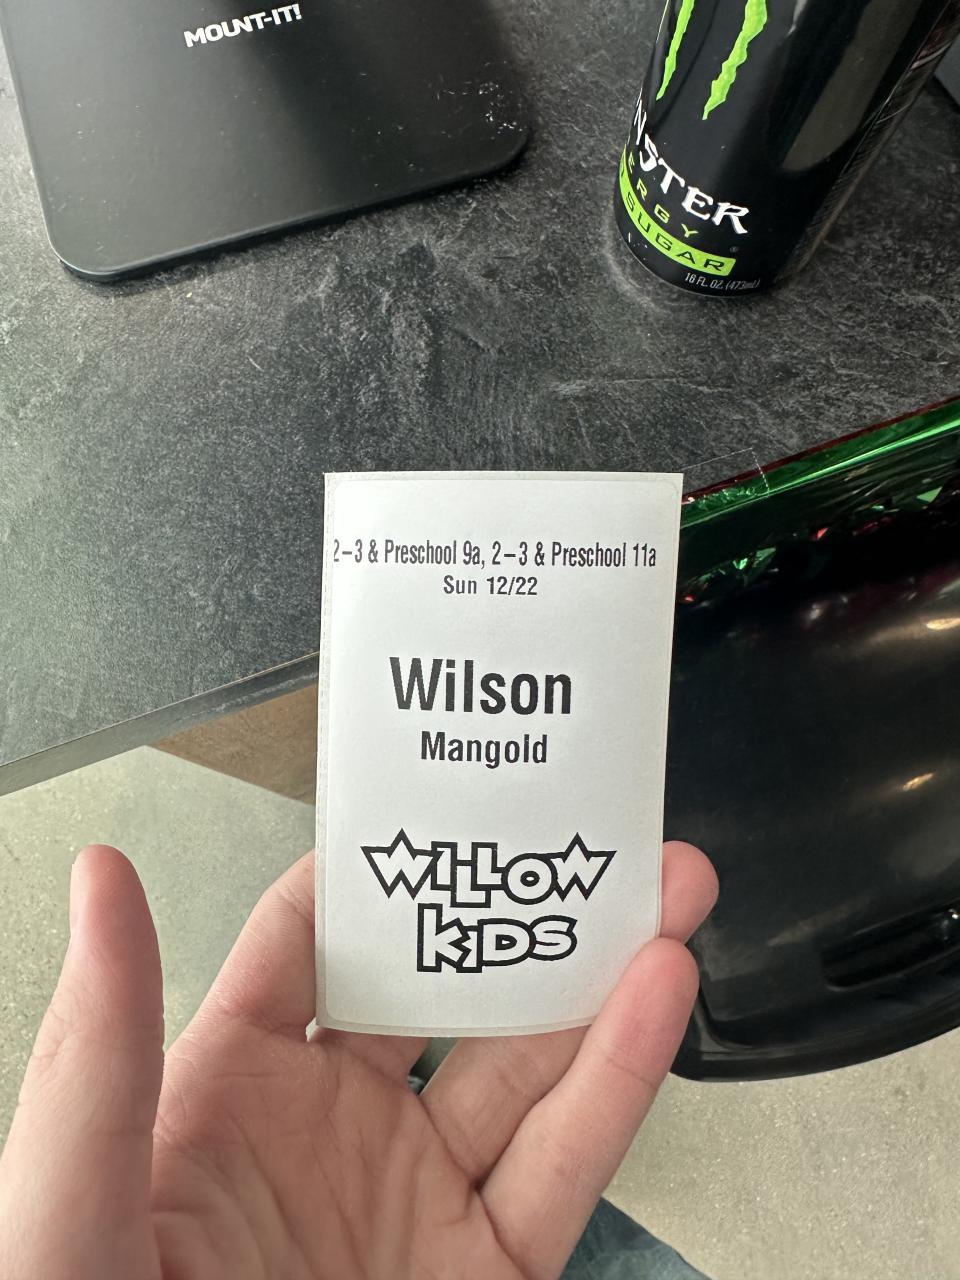 MOUNT-IT!
NSTER
ERGY
SUGAR
16 FL. OZ. (473mL)
2-3 & Preschool 9a, 2-3 & Preschool 11a
Sun 12/22
Wilson
Mangold
WILLOW
KIDS